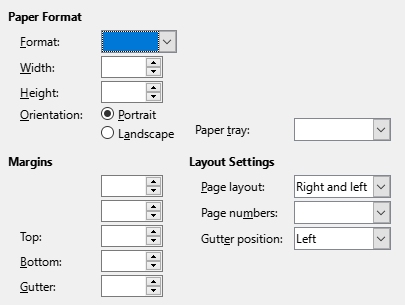 Paper Format
Format:
Width:
Height:
Orientation: Portrait
Landscape
Paper tray:
Margins
Top:
Bottom:
Gutter:
Layout Settings
Page layout: Right and left
Page numbers:
Gutter position: Left